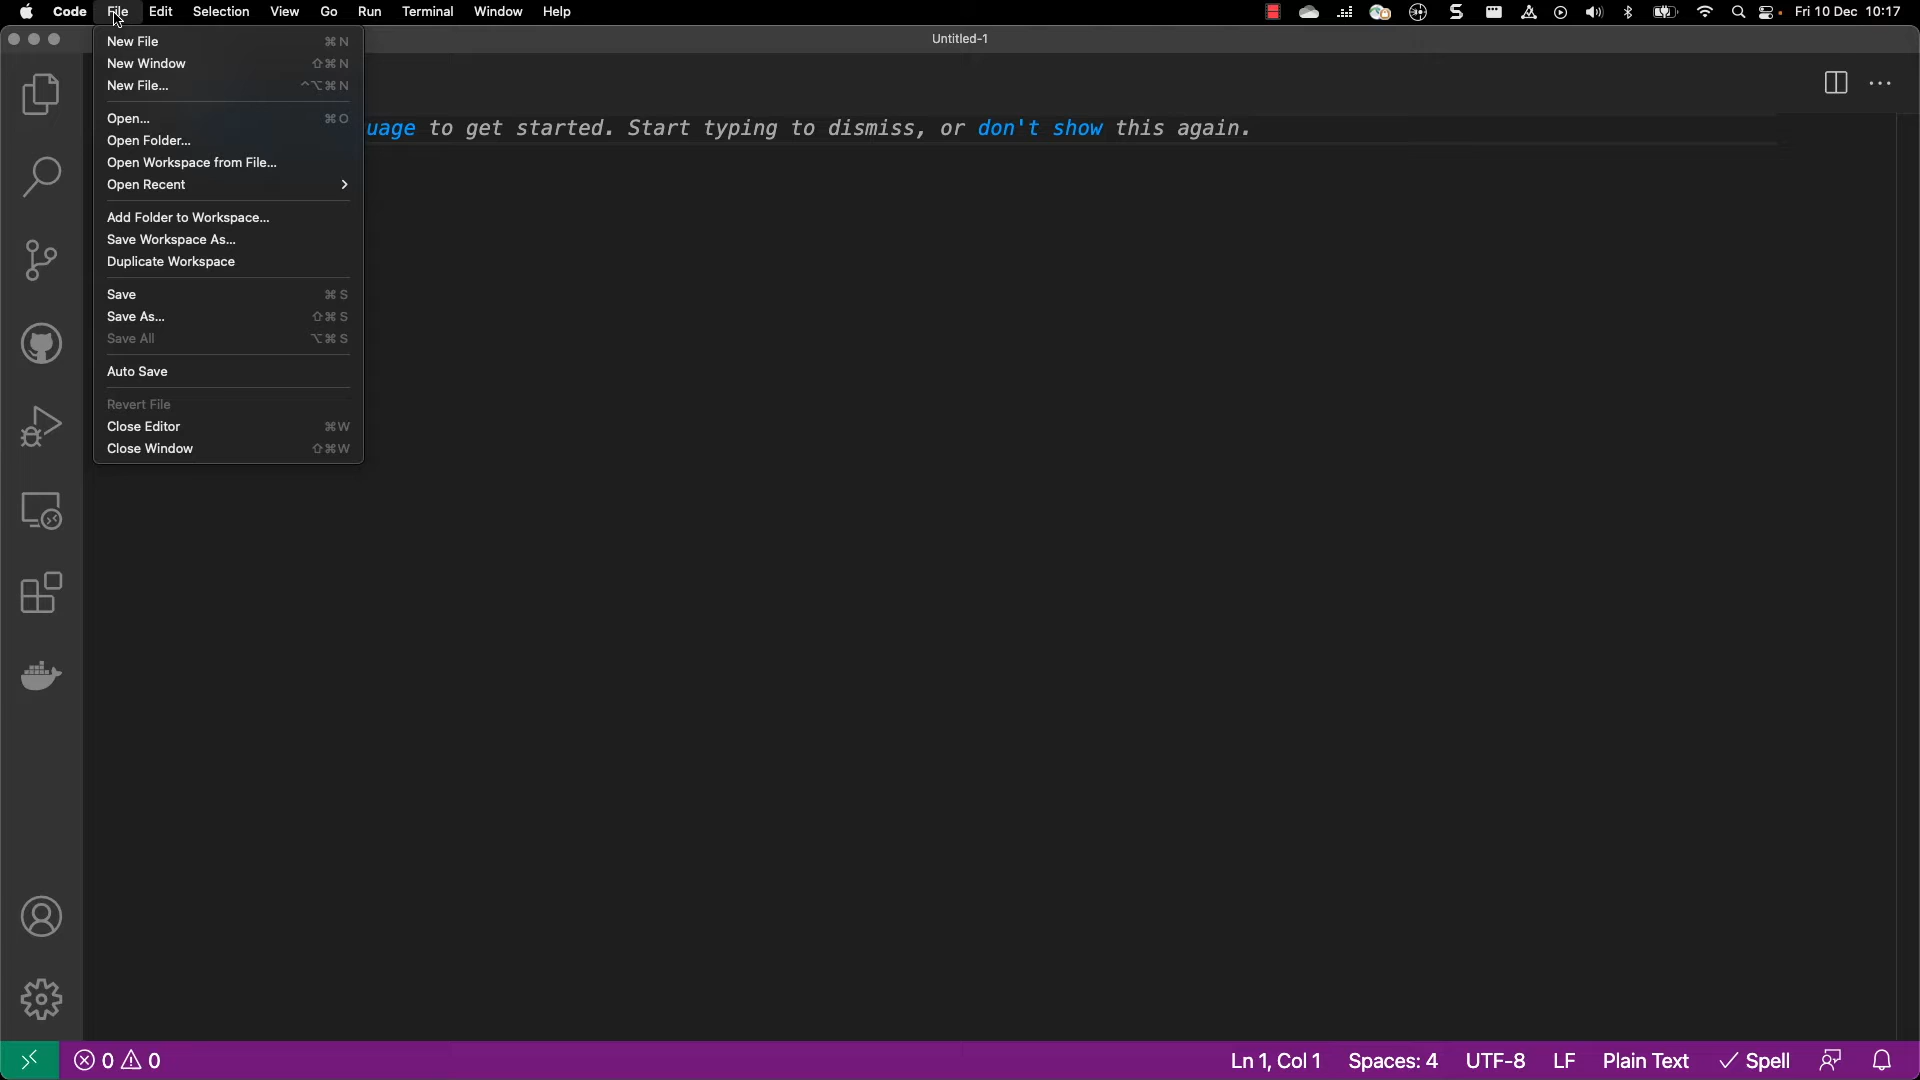 Code File Edit Selection View Go Run Terminal Window Help Fri 10 Dec 10:17
Untitled-1
New File ⌘ N
New Window ⇧⌘ N
New File... ^⌥⌘ N
Open... ⌘ O
uage to get started. Start typing to dismiss, or don't show this again.
Open Folder...
Open Workspace from File...
Open Recent
Add Folder to Workspace...
Save Workspace As...
Duplicate Workspace
Save ⌘ S
Save As... ⇧⌘ S
Save All ⌥⌘ S
Auto Save
Revert File
Close Editor ⌘W
Close Window ⇧⌘W
0 0 Ln 1, Col 1 Spaces: 4 UTF-8 LF Plain Text Spell